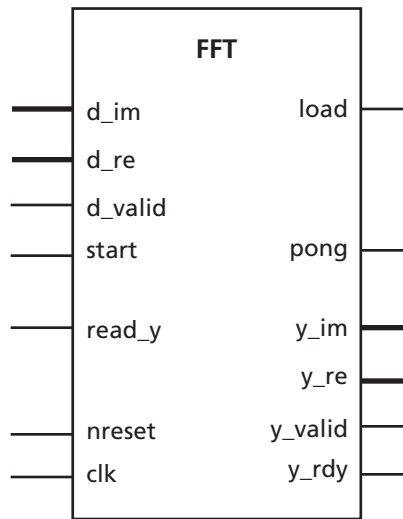 FFT
d_im
load
d_re
d_valid
start
pong
read_y
y_im
y_re
nreset
y_valid
clk
y_rdy